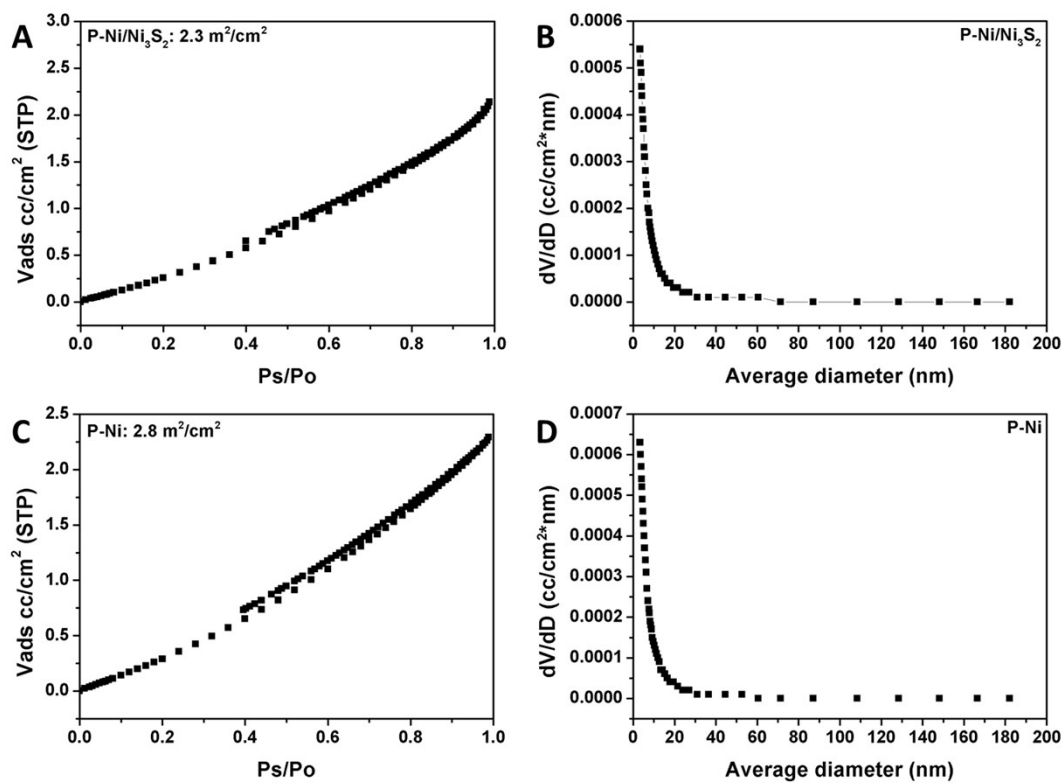 A
P-Ni/Ni₃S₂: 2.3 m²/cm²
3.0
2.5
2.0
1.5
1.0
0.5
0.0
Vads cc/cm² (STP)
0.0 0.2 0.4 0.6 0.8 1.0
Ps/Po
B
P-Ni/Ni₃S₂
0.0006
0.0005
0.0004
0.0003
0.0002
0.0001
0.0000
dV/dD (cc/cm²*nm)
0 20 40 60 80 100 120 140 160 180 200
Average diameter (nm)
C
P-Ni: 2.8 m²/cm²
2.5
2.0
1.5
1.0
0.5
0.0
Vads cc/cm² (STP)
0.0 0.2 0.4 0.6 0.8 1.0
Ps/Po
D
P-Ni
0.0007
0.0006
0.0005
0.0004
0.0003
0.0002
0.0001
0.0000
dV/dD (cc/cm²*nm)
0 20 40 60 80 100 120 140 160 180 200
Average diameter (nm)